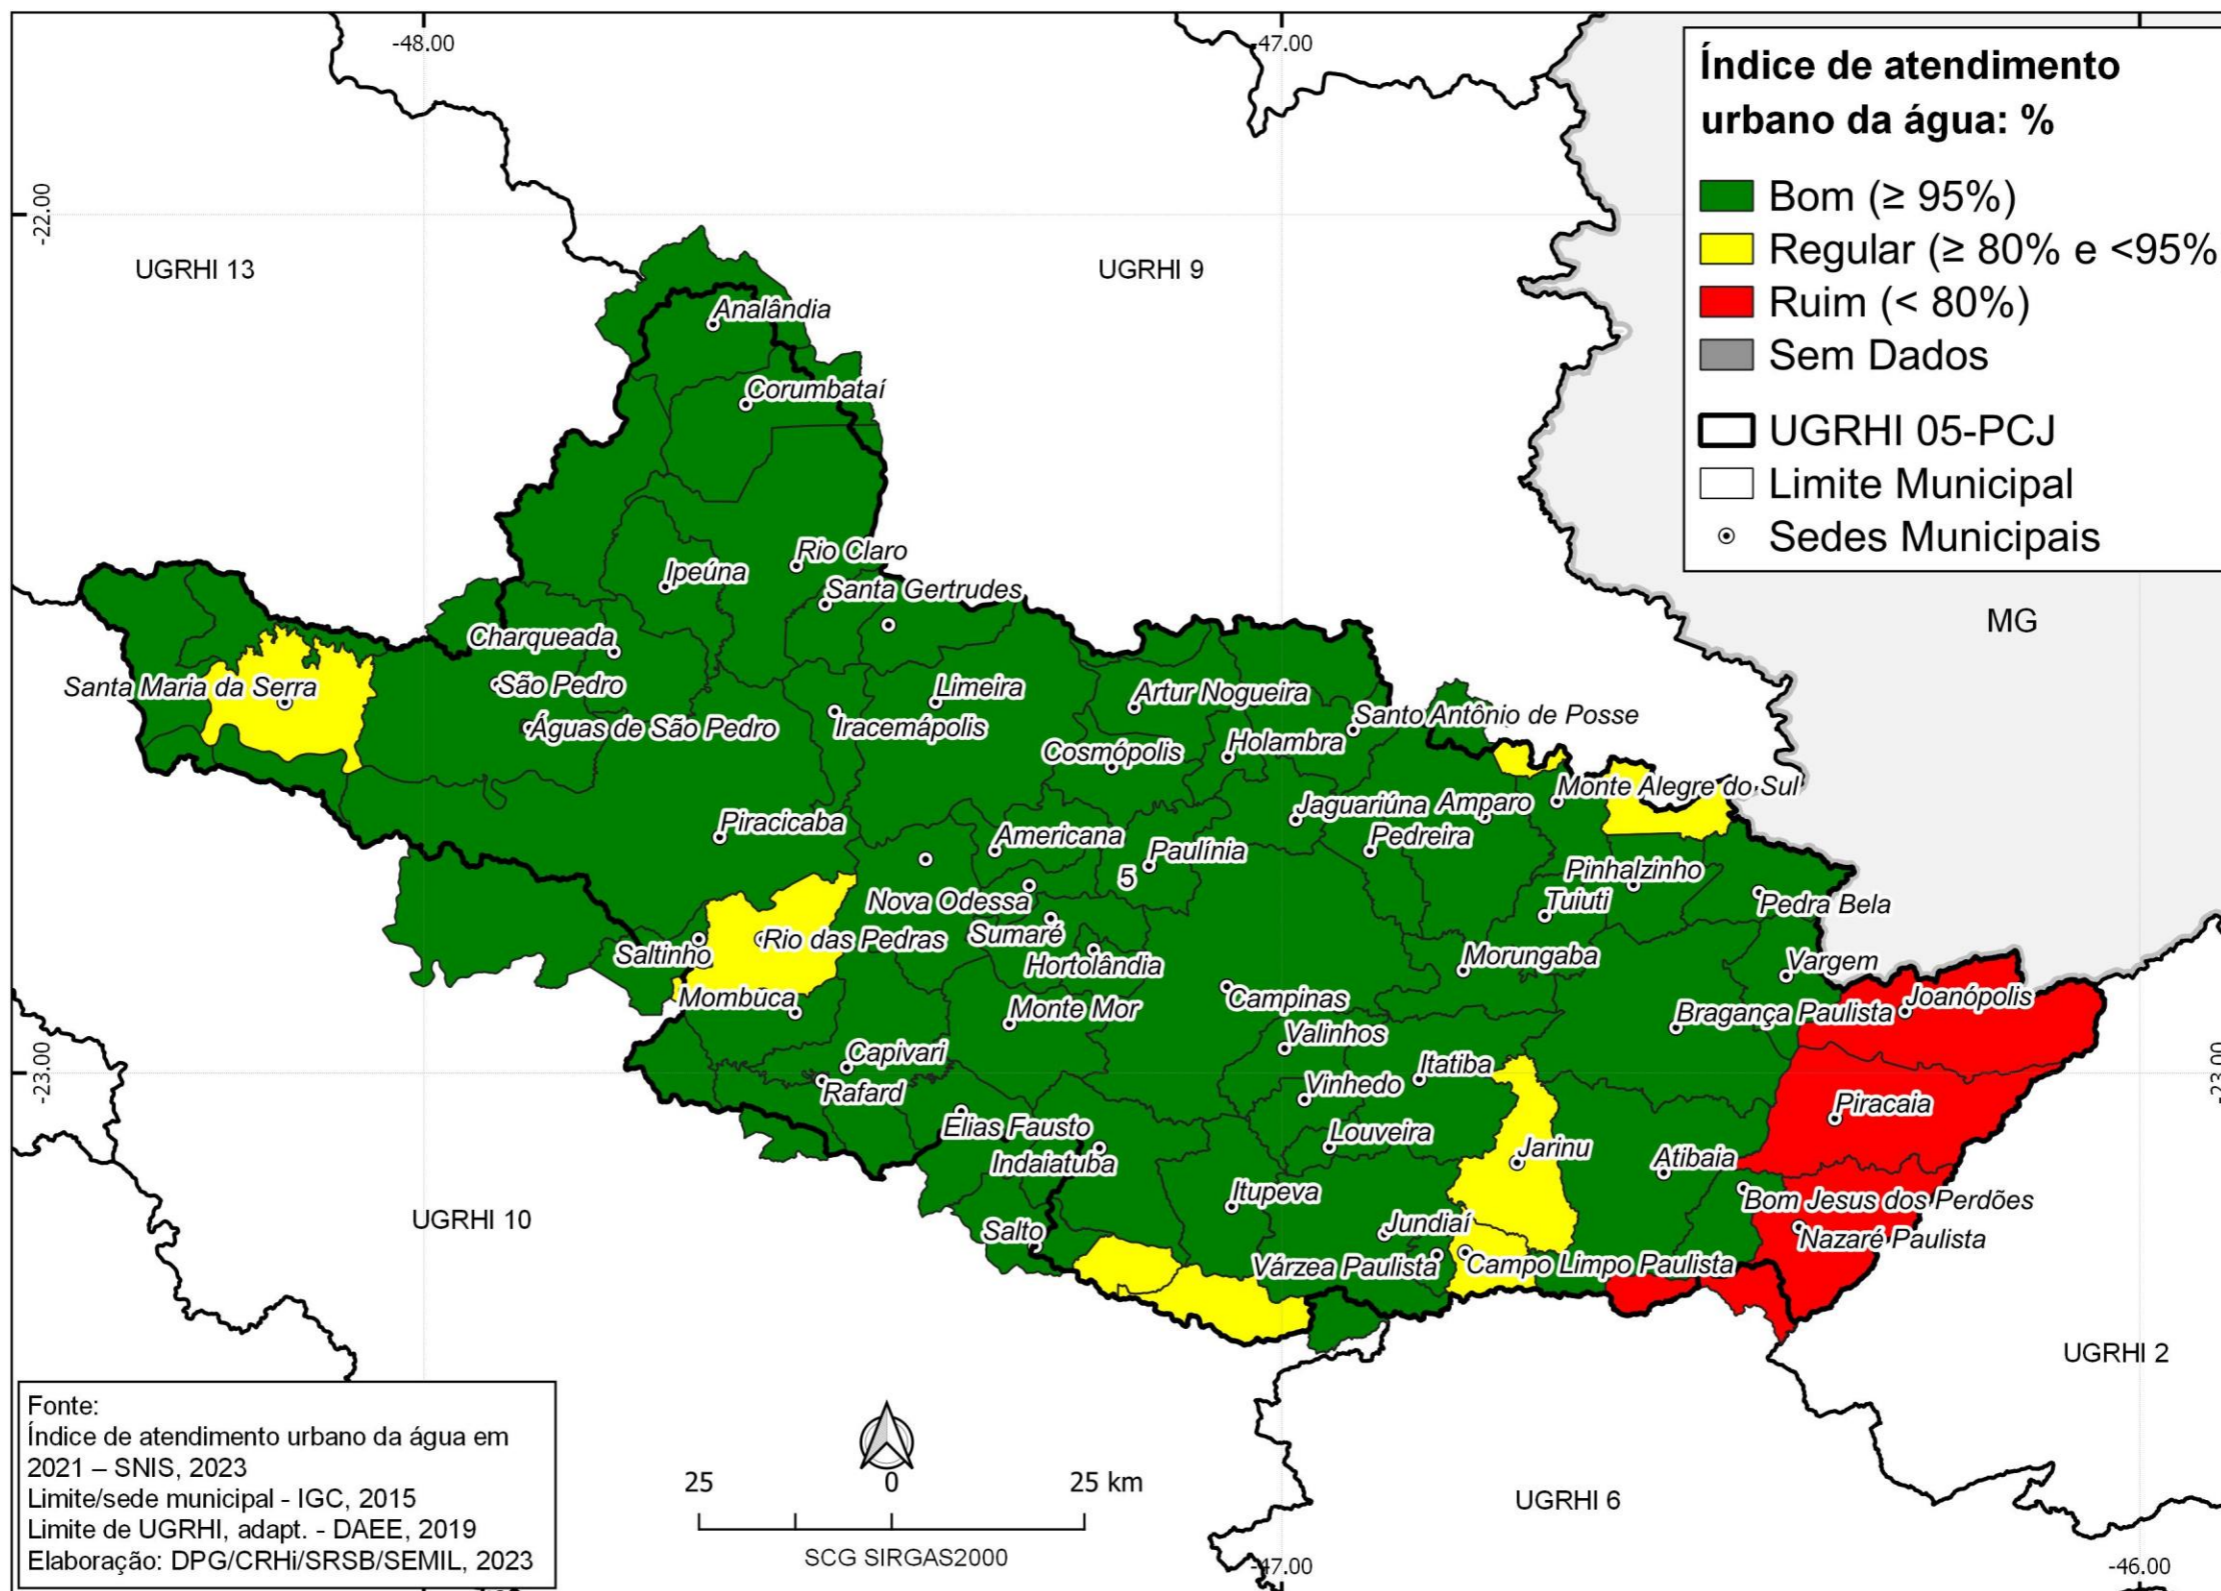 -48.00
-47.00
Índice de atendimento
urbano da água: %
Bom (≥ 95%)
Regular (≥ 80% e <95%
Ruim (< 80%)
Sem Dados
UGRHI 05-PCJ
Limite Municipal
Sedes Municipais
-22.00
UGRHI 13
UGRHI 9
MG
Analândia
Corumbataí
Rio Claro
Ipeúna
Santa Gertrudes
Charqueada
Santa Maria da Serra
São Pedro
Limeira
Artur Nogueira
Santo Antônio de Posse
Águas de São Pedro
Iracemápolis
Cosmópolis
Holambra
Monte Alegre do Sul
Jaguariúna
Amparo
Piracicaba
Americana
Paulínia
Pedreira
5
Pinhalzinho
Nova Odessa
Tuiuti
Pedra Bela
Sumaré
Rio das Pedras
Saltinho
Hortolândia
Morungaba
Vargem
Mombuca
Monte Mor
Campinas
Bragança Paulista
Joanópolis
Valinhos
Capivari
Itatiba
-23.00
-23.00
Rafard
Vinhedo
Piracaia
Elias Fausto
Louveira
Indaiatuba
Jarinu
Atibaia
Itupeva
Bom Jesus dos Perdões
Salto
Jundiaí
Nazaré Paulista
Várzea Paulista
Campo Limpo Paulista
UGRHI 10
UGRHI 2
UGRHI 6
Fonte:
Índice de atendimento urbano da água em
2021 – SNIS, 2023
Limite/sede municipal - IGC, 2015
Limite de UGRHI, adapt. - DAEE, 2019
Elaboração: DPG/CRHi/SRSB/SEMIL, 2023
25 0 25 km
SCG SIRGAS2000
-47.00
-46.00